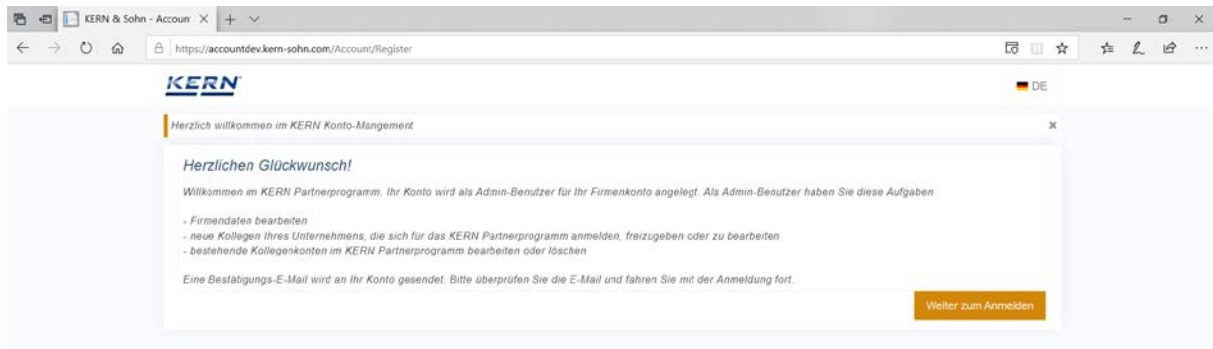 KERN & Sohn - Accoun
https://accountdev.kern-sohn.com/Account/Register
KERN
DE
Herzlich willkommen im KERN Konto-Mangement
Herzlichen Glückwunsch!
Willkommen im KERN Partnerprogramm. Ihr Konto wird als Admin-Benutzer für Ihr Firmenkonto angelegt. Als Admin-Benutzer haben Sie diese Aufgaben
- Firmendaten bearbeiten
- neue Kollegen Ihres Unternehmens, die sich für das KERN Partnerprogramm anmelden, freizugeben oder zu bearbeiten
- bestehende Kollegenkonten im KERN Partnerprogramm bearbeiten oder löschen
Eine Bestätigungs-E-Mail wird an Ihr Konto gesendet. Bitte überprüfen Sie die E-Mail und fahren Sie mit der Anmeldung fort.
Weiter zum Anmelden